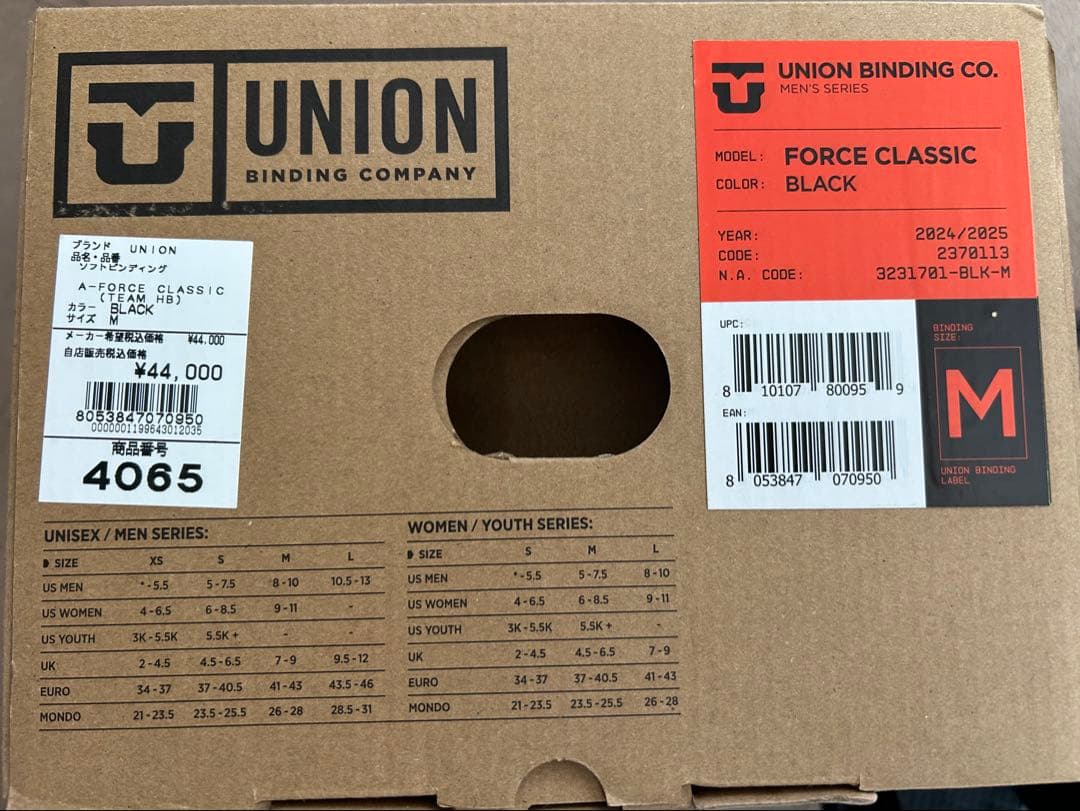 UNION
BINDING COMPANY
UNION BINDING CO.
MEN'S SERIES
MODEL: FORCE CLASSIC
COLOR: BLACK
YEAR: 2024/2025
CODE: 2370113
N.A. CODE: 3231701-BLK-M
UPC:
8 10107 80095 9
EAN:
8 053847 070950
BINDING
SIZE:
M
UNION BINDING
LABEL
ブランド UNION
品名・品番
ソフトビンディング
A-FORCE CLASSIC
(TEAM HB)
カラー BLACK
サイズ M
メーカー希望税込価格 ¥44,000
自店販売税込価格
¥44,000
8053847070950
0000001199643012035
商品番号
4065
UNISEX / MEN SERIES:
SIZE XS S M L
US MEN *-5.5 5-7.5 8-10 10.5-13
US WOMEN 4-6.5 6-8.5 9-11 -
US YOUTH 3K-5.5K 5.5K+ - -
UK 2-4.5 4.5-6.5 7-9 9.5-12
EURO 34-37 37-40.5 41-43 43.5-46
MONDO 21-23.5 23.5-25.5 26-28 28.5-31
WOMEN / YOUTH SERIES:
SIZE S M L
US MEN *-5.5 5-7.5 8-10
US WOMEN 4-6.5 6-8.5 9-11
US YOUTH 3K-5.5K 5.5K+ -
UK 2-4.5 4.5-6.5 7-9
EURO 34-37 37-40.5 41-43
MONDO 21-23.5 23.5-25.5 26-28